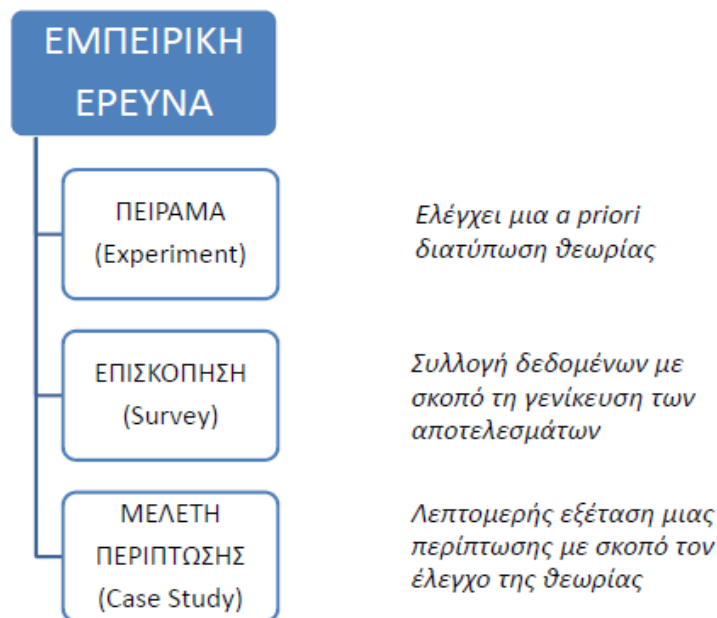 ΕΜΠΕΙΡΙΚΗ
ΕΡΕΥΝΑ
ΠΕΙΡΑΜΑ
(Experiment)
Ελέγχει μια a priori
διατύπωση θεωρίας
ΕΠΙΣΚΟΠΗΣΗ
(Survey)
Συλλογή δεδομένων με
σκοπό τη γενίκευση των
αποτελεσμάτων
ΜΕΛΕΤΗ
ΠΕΡΙΠΤΩΣΗΣ
(Case Study)
Λεπτομερής εξέταση μιας
περίπτωσης με σκοπό τον
έλεγχο της θεωρίας